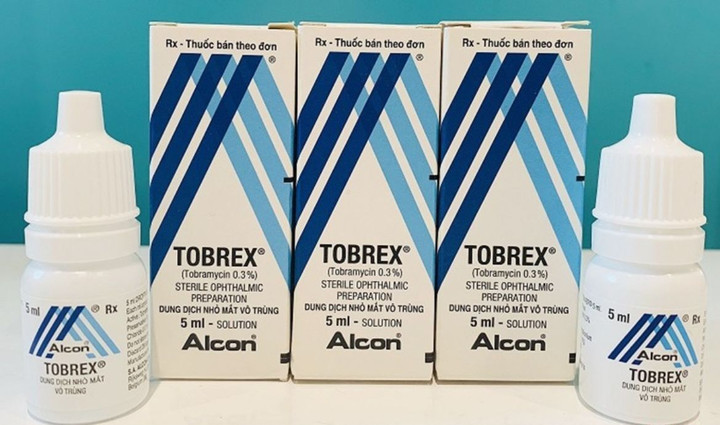 Rx - Thuốc bán theo đơn
®
TOBREX®
(Tobramycin 0.3%)
STERILE OPHTHALMIC
PREPARATION
DUNG DỊCH NHỎ MẮT VÔ TRÙNG
5 ml - SOLUTION
Alcon®
Rx - Thuốc bán theo đơn
®
TOBREX®
(Tobramycin 0.3%)
STERILE OPHTHALMIC
PREPARATION
DUNG DỊCH NHỎ MẮT VÔ TRÙNG
5 ml - SOLUTION
Alcon®
Rx - Thuốc bán theo đơn
®
TOBREX®
(Tobramycin 0.3%)
STERILE OPHTHALMIC
PREPARATION
DUNG DỊCH NHỎ MẮT VÔ TRÙNG
5 ml - SOLUTION
Alcon®
5 ml
® Rx
Alcon
TOBREX®
DUNG DỊCH NHỎ MẮT
VÔ TRÙNG
5 ml
® Rx
Alcon
TOBREX®
DUNG DỊCH NHỎ MẮT
VÔ TRÙNG